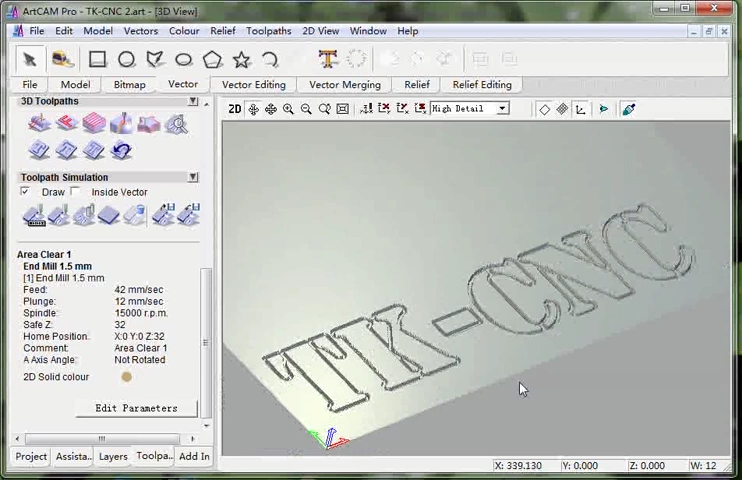 ArtCAM Pro - TK-CNC 2.art - [3D View]
File Edit Model Vectors Colour Relief Toolpaths 2D View Window Help
File Model Bitmap Vector Vector Editing Vector Merging Relief Relief Editing
3D Toolpaths
2D High Detail
Toolpath Simulation
Draw Inside Vector
Area Clear 1
End Mill 1.5 mm
[1] End Mill 1.5 mm
Feed: 42 mm/sec
Plunge: 12 mm/sec
Spindle: 15000 r.p.m.
Safe Z: 32
Home Position: X:0 Y:0 Z:32
Comment: Area Clear 1
A Axis Angle: Not Rotated
2D Solid colour
Edit Parameters
TK-CNC
Project Assista.. Layers Toolpa.. Add In
X: 339.130 Y: 0.000 Z: 0.000 W: 12